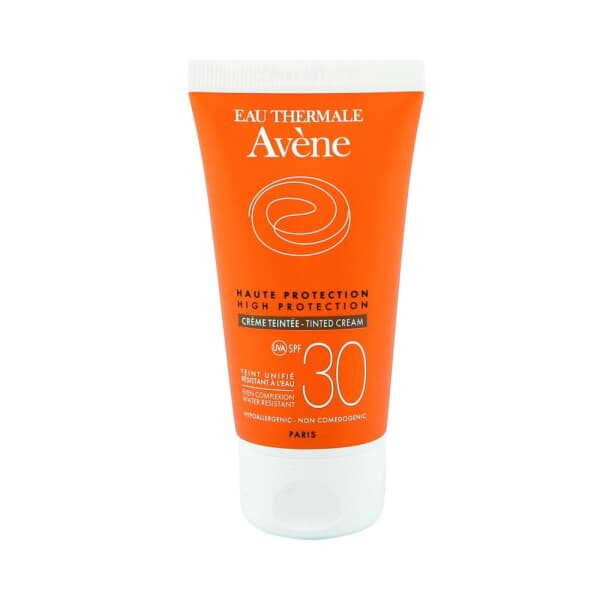 EAU THERMALE
Avène
HAUTE PROTECTION
HIGH PROTECTION
CRÈME TEINTÉE - TINTED CREAM
UVA SPF 30
TEINT UNIFIÉ
RÉSISTANT À L'EAU
EVEN COMPLEXION
WATER RESISTANT
HYPOALLERGENIC - NON COMEDOGENIC
PARIS